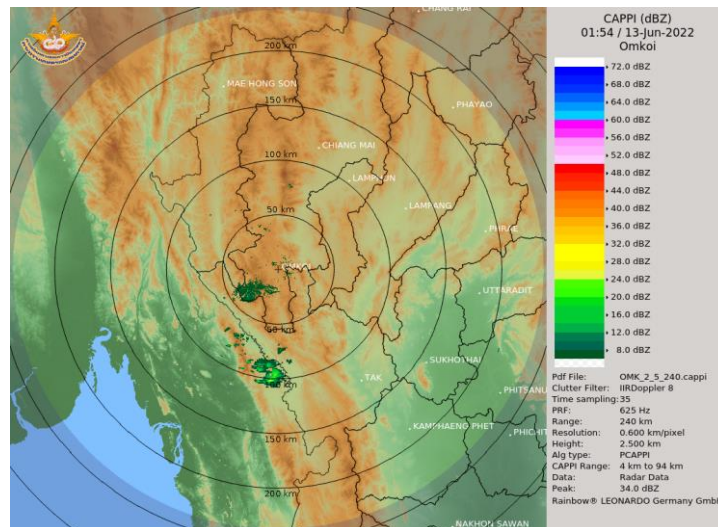 CHIANG RAI
200 km
MAE HONG SON
150 km
PHAYAO
CHIANG MAI
100 km
LAMPHUN
50 km
LAMPANG
PHRAE
OMKOI
UTTARADIT
50 km
SUKHOTHAI
100 km
TAK
PHITSANU
KAMPHAENG PHET
PHICHIT
150 km
200 km
NAKHON SAWAN
CAPPI (dBZ)
01:54 / 13-Jun-2022
Omkoi
72.0 dBZ
68.0 dBZ
64.0 dBZ
60.0 dBZ
56.0 dBZ
52.0 dBZ
48.0 dBZ
44.0 dBZ
40.0 dBZ
36.0 dBZ
32.0 dBZ
28.0 dBZ
24.0 dBZ
20.0 dBZ
16.0 dBZ
12.0 dBZ
8.0 dBZ
Pdf File: OMK_2_5_240.cappi
Clutter Filter: IIRDoppler 8
Time sampling: 35
PRF: 625 Hz
Range: 240 km
Resolution: 0.600 km/pixel
Height: 2.500 km
Alg type: PCAPPI
CAPPI Range: 4 km to 94 km
Data: Radar Data
Peak: 34.0 dBZ
Rainbow® LEONARDO Germany GmbH